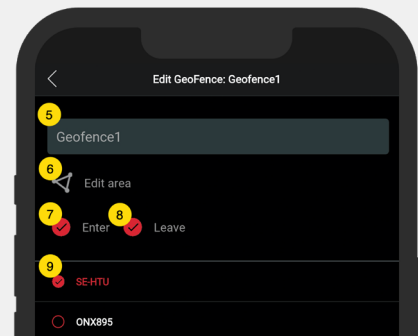 Edit GeoFence: Geofence1
5
Geofence1
6
Edit area
7 8
Enter Leave
9
SE-HTU
ONX895